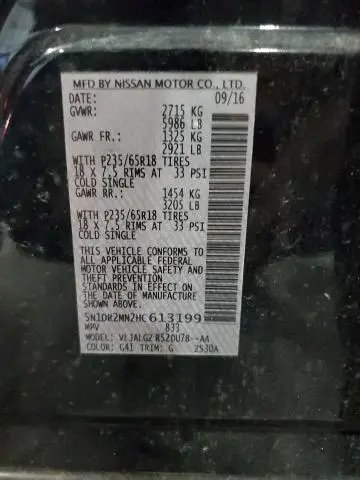 MFD BY NISSAN MOTOR CO., LTD.
DATE: 09/16
GVWR: 2715 KG
5986 LB
GAWR FR.: 1325 KG
2921 LB
WITH P235/65R18 TIRES
18 X 7.5 RIMS AT 33 PSI
COLD SINGLE
GAWR RR.: 1454 KG
3205 LB
WITH P235/65R18 TIRES
18 X 7.5 RIMS AT 33 PSI
COLD SINGLE
THIS VEHICLE CONFORMS TO
ALL APPLICABLE FEDERAL
MOTOR VEHICLE SAFETY AND
THEFT PREVENTION
STANDARDS IN EFFECT ON
THE DATE OF MANUFACTURE
SHOWN ABOVE
5N1DR2MN2HC613199
MPV 833
MODEL: VLJALGZ R52DU7B--AA
COLOR: G41 TRIM: G 2530A